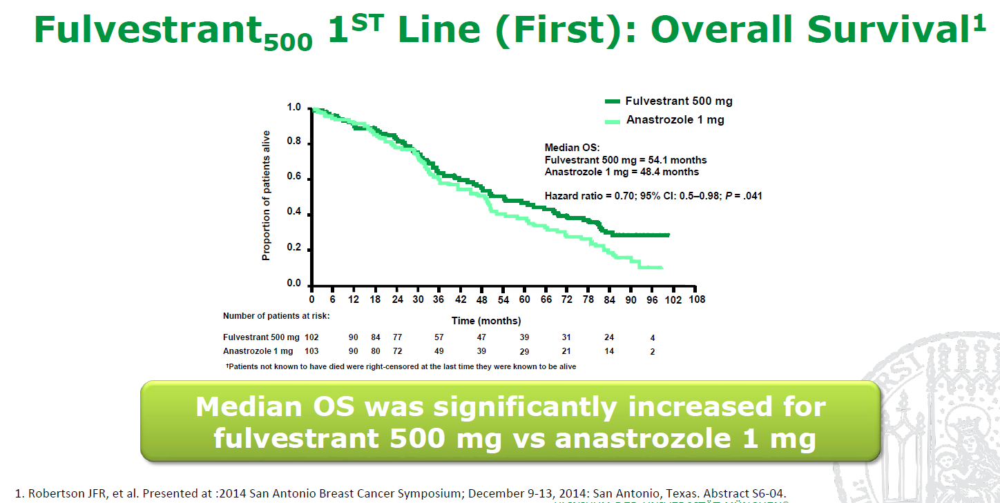 Fulvestrant500 1ST Line (First): Overall Survival1
Fulvestrant 500 mg
Anastrozole 1 mg
Median OS:
Fulvestrant 500 mg = 54.1 months
Anastrozole 1 mg = 48.4 months
Hazard ratio = 0.70; 95% CI: 0.5–0.98; P = .041
Proportion of patients alive
1.0
0.8
0.6
0.4
0.2
0.0
0 6 12 18 24 30 36 42 48 54 60 66 72 78 84 90 96 102 108
Time (months)
Number of patients at risk:
Fulvestrant 500 mg 102 90 84 77 57 47 39 31 24 4
Anastrozole 1 mg 103 90 80 72 49 39 29 21 14 2
†Patients not known to have died were right-censored at the last time they were known to be alive
Median OS was significantly increased for
fulvestrant 500 mg vs anastrozole 1 mg
1. Robertson JFR, et al. Presented at :2014 San Antonio Breast Cancer Symposium; December 9-13, 2014: San Antonio, Texas. Abstract S6-04.